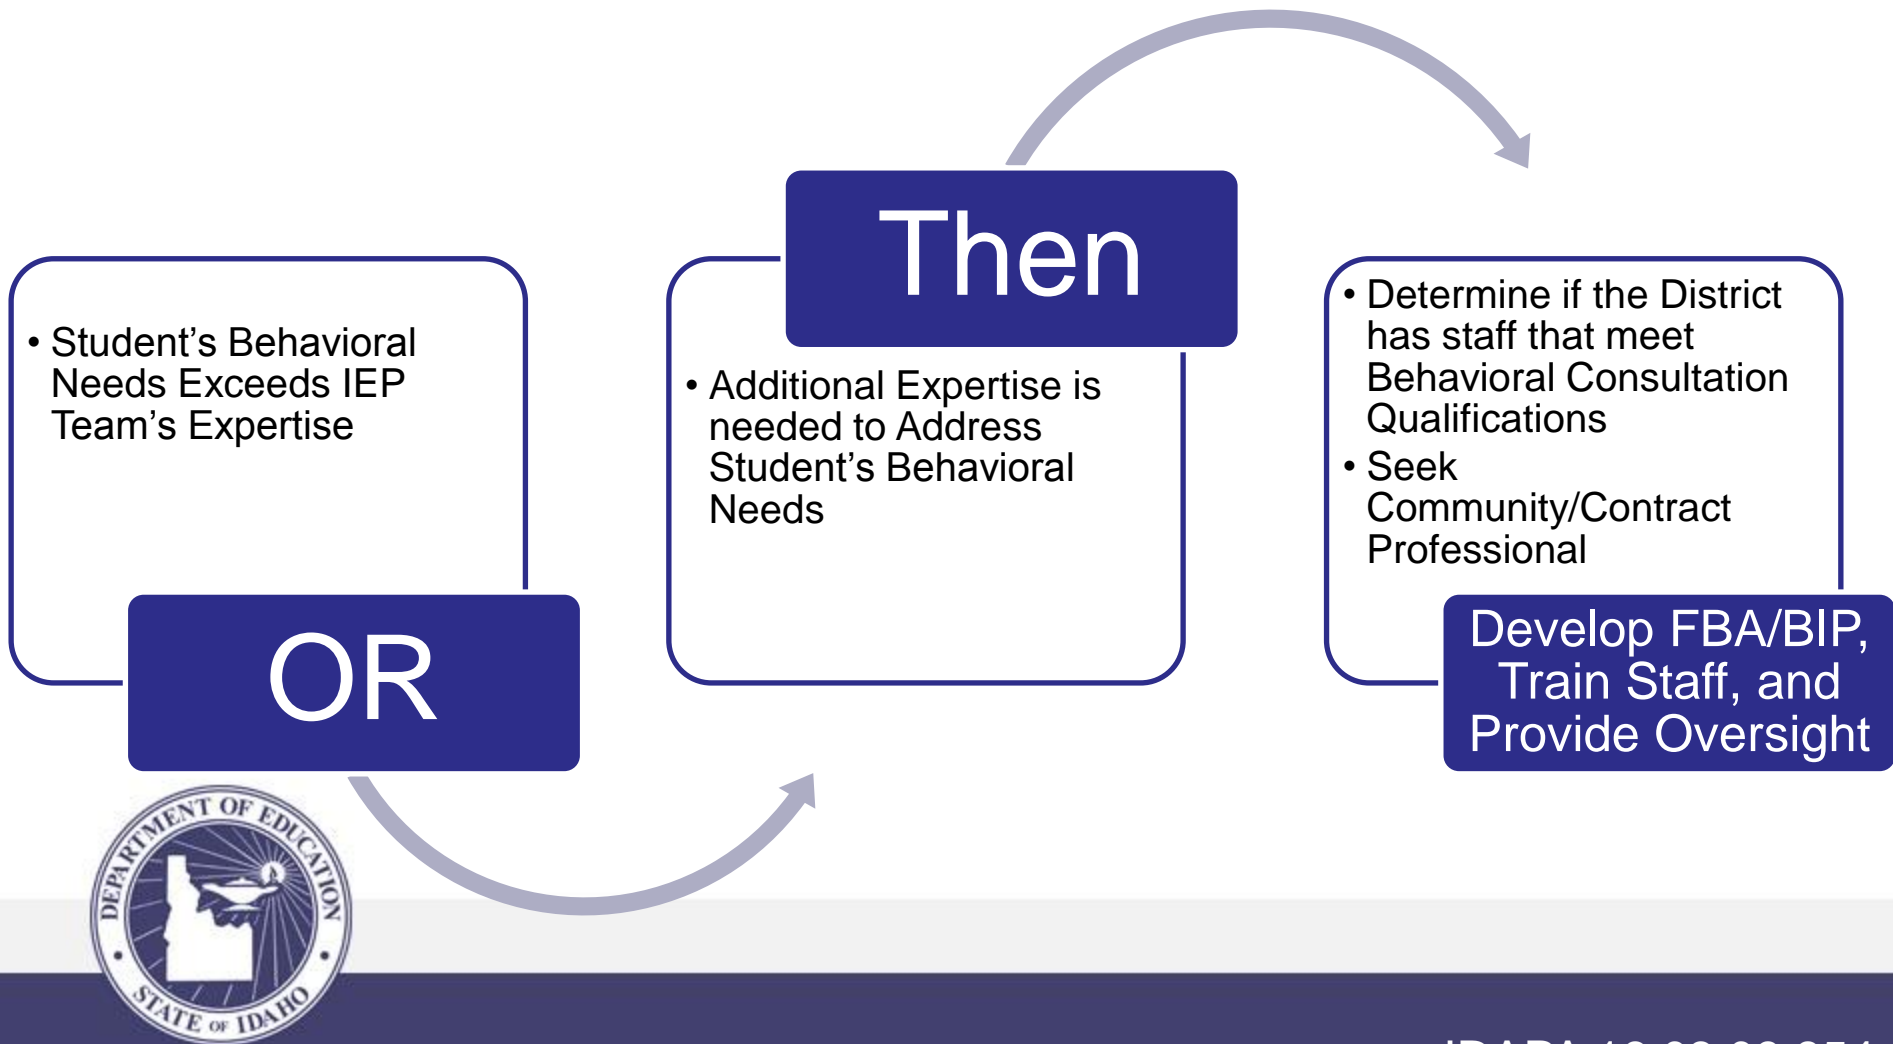 • Student’s Behavioral
Needs Exceeds IEP
Team’s Expertise
OR
Then
• Additional Expertise is
needed to Address
Student’s Behavioral
Needs
• Determine if the District
has staff that meet
Behavioral Consultation
Qualifications
• Seek
Community/Contract
Professional
Develop FBA/BIP,
Train Staff, and
Provide Oversight
DEPARTMENT OF EDUCATION
STATE OF IDAHO